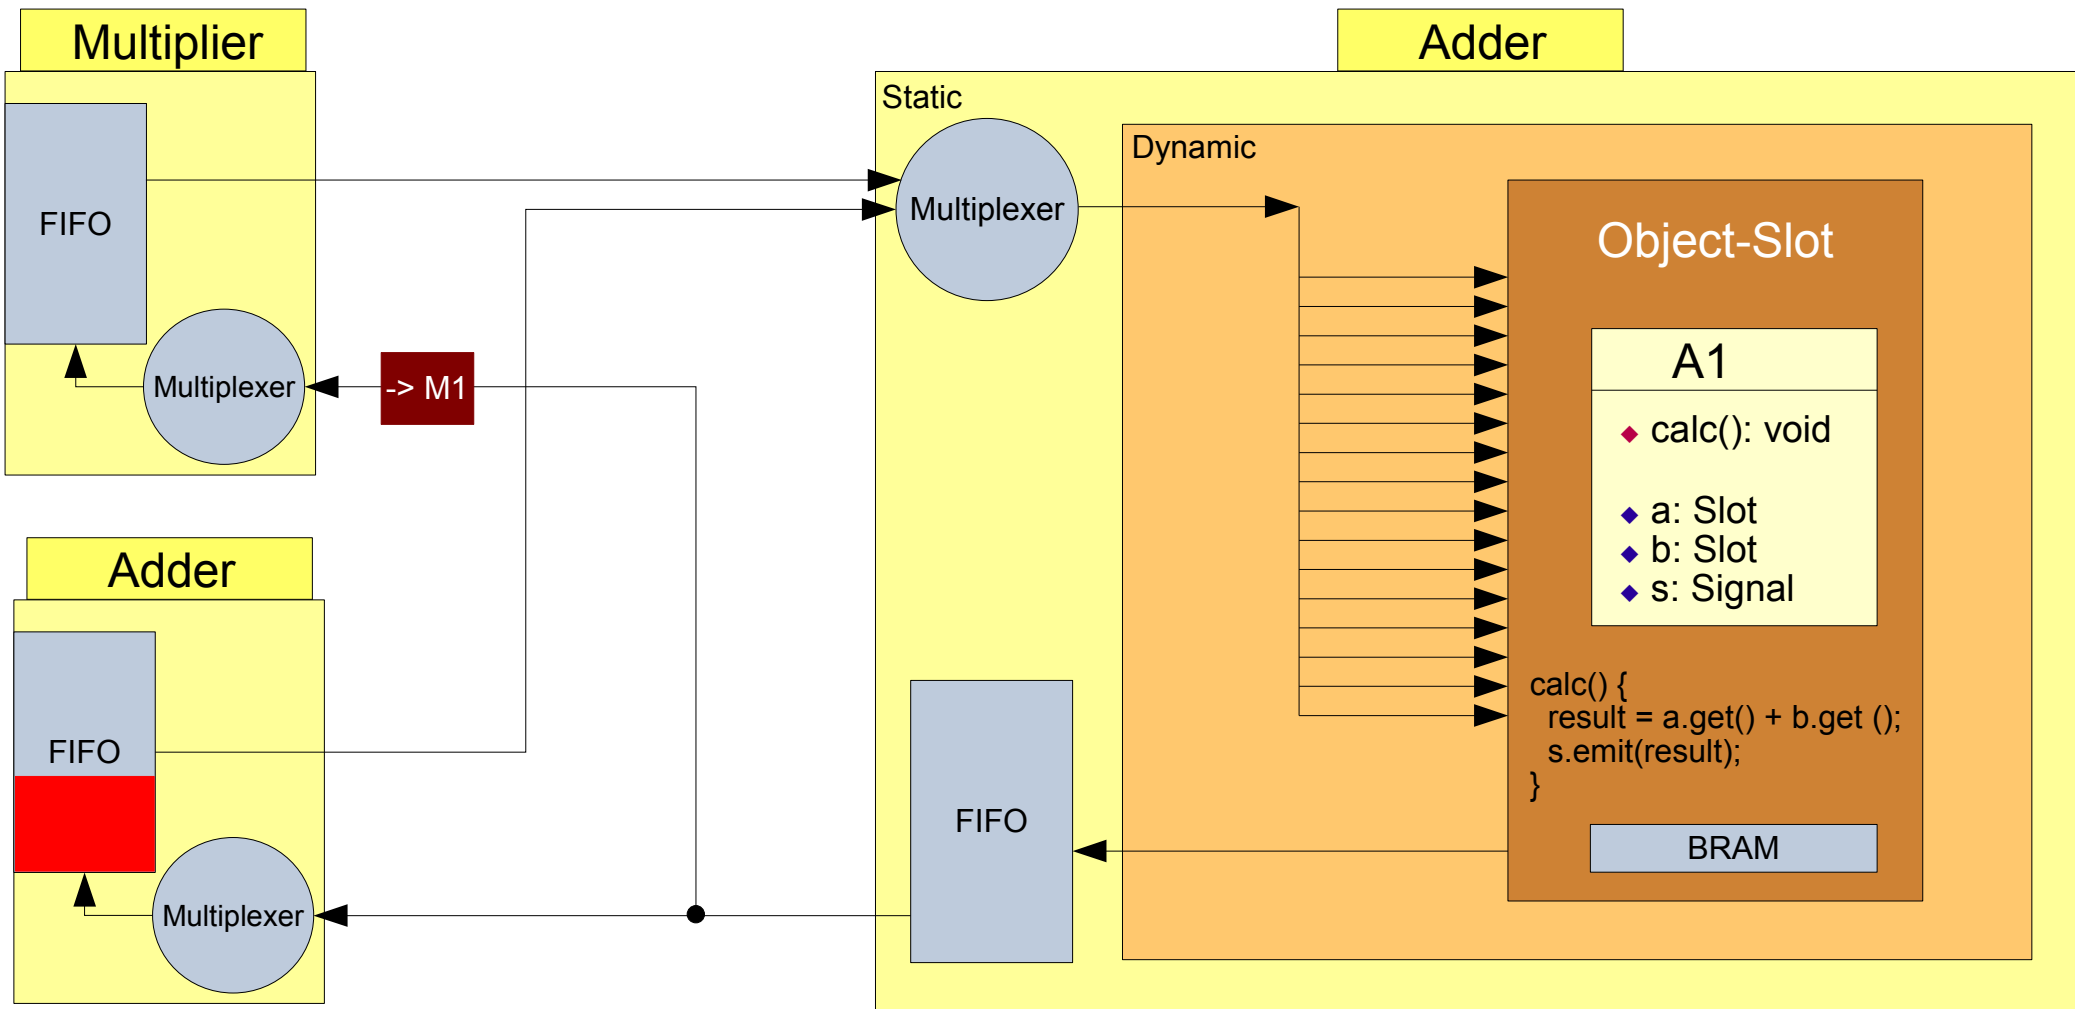 Multiplier
FIFO
Multiplexer
-> M1
Adder
FIFO
Multiplexer
Adder
Static
Multiplexer
Dynamic
Object-Slot
A1
calc(): void
a: Slot
b: Slot
s: Signal
calc() {
result = a.get() + b.get ();
s.emit(result);
}
BRAM
FIFO